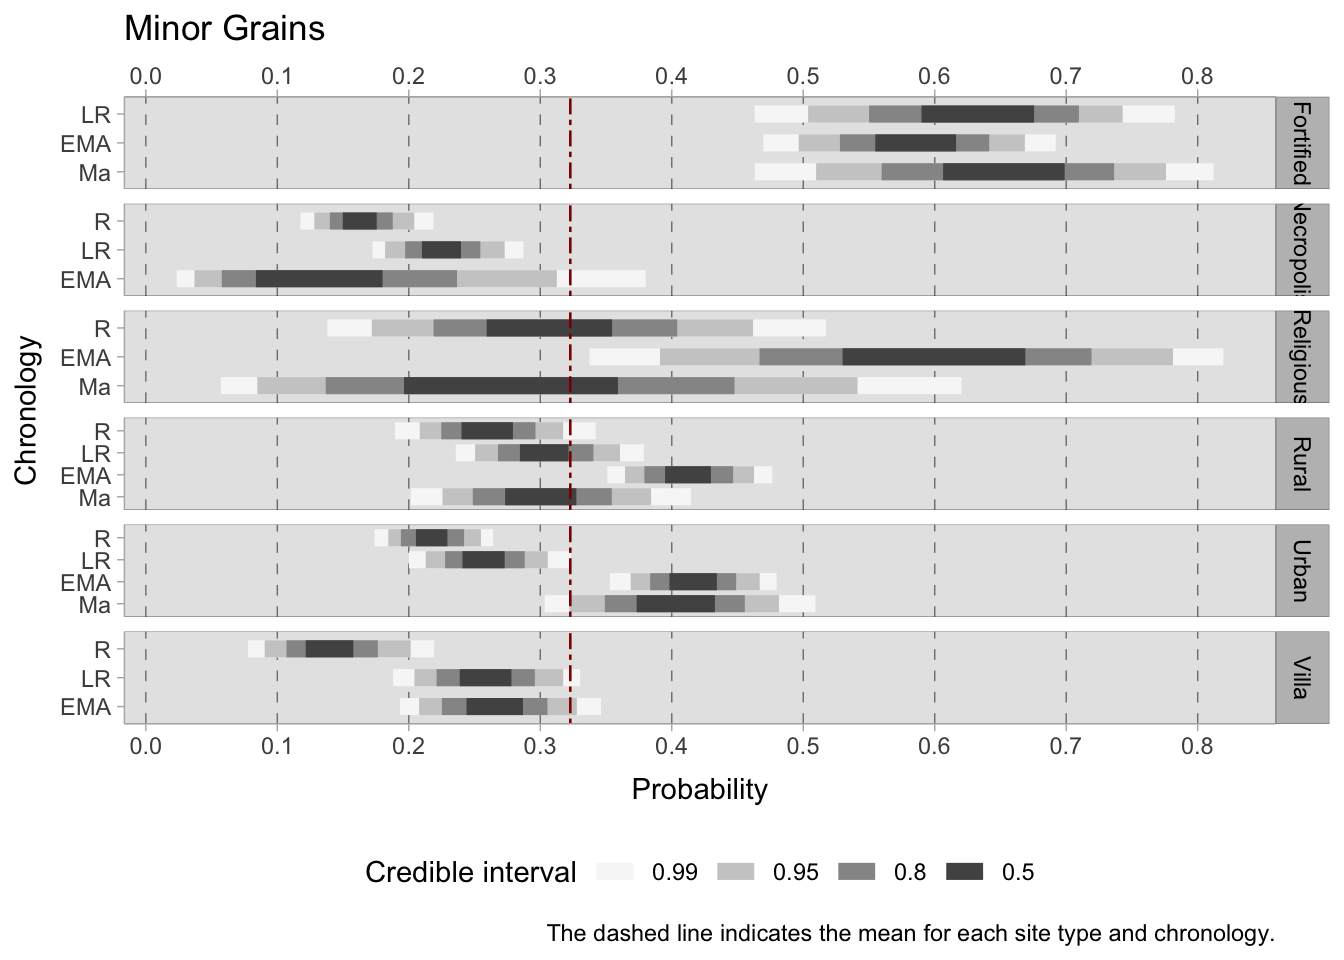 Minor Grains
0.0 0.1 0.2 0.3 0.4 0.5 0.6 0.7 0.8
LR
EMA
Ma
Fortified
R
LR
EMA
Necropolis
R
EMA
Ma
Religious
R
LR
EMA
Ma
Rural
R
LR
EMA
Ma
Urban
R
LR
EMA
Villa
Chronology
0.0 0.1 0.2 0.3 0.4 0.5 0.6 0.7 0.8
Probability
Credible interval 0.99 0.95 0.8 0.5
The dashed line indicates the mean for each site type and chronology.